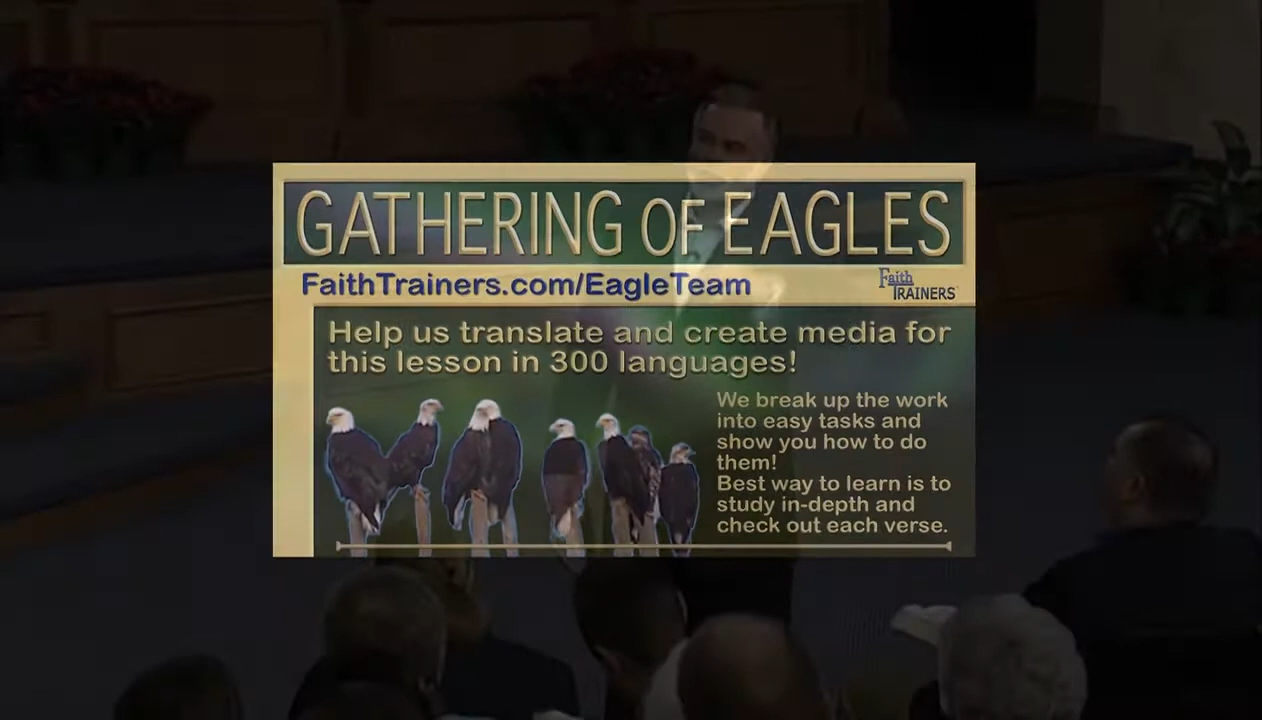 GATHERING OF EAGLES
FaithTrainers.com/EagleTeam
Faith
TRAINERS
Help us translate and create media for
this lesson in 300 languages!
We break up the work
into easy tasks and
show you how to do
them!
Best way to learn is to
study in-depth and
check out each verse.